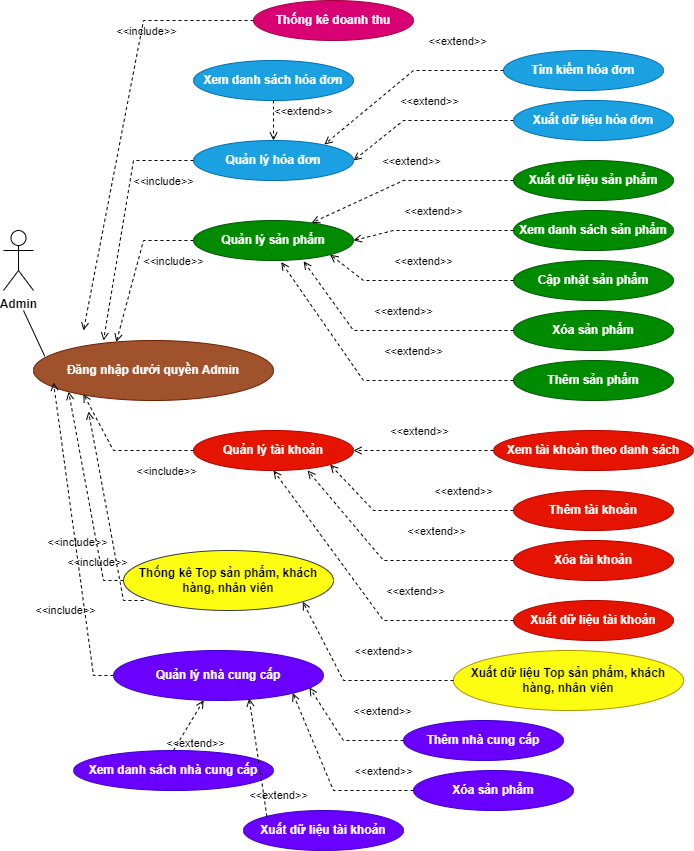 Thống kê doanh thu
<<include>>
<<extend>>
Xem danh sách hóa đơn
Tìm kiếm hóa đơn
<<extend>>
<<extend>>
Xuất dữ liệu hóa đơn
Quản lý hóa đơn
<<extend>>
<<include>>
Xuất dữ liệu sản phẩm
<<extend>>
Xem danh sách sản phẩm
Quản lý sản phẩm
<<include>>
<<extend>>
Cập nhật sản phẩm
Admin
<<extend>>
Xóa sản phẩm
<<extend>>
Đăng nhập dưới quyền Admin
Thêm sản phẩm
<<extend>>
Quản lý tài khoản
Xem tài khoản theo danh sách
<<include>>
<<extend>>
Thêm tài khoản
<<include>>
<<extend>>
Xóa tài khoản
<<include>>
Thống kê Top sản phẩm, khách
hàng, nhân viên
<<extend>>
<<include>>
Xuất dữ liệu tài khoản
<<extend>>
Quản lý nhà cung cấp
Xuất dữ liệu Top sản phẩm, khách
hàng, nhân viên
<<extend>>
<<extend>>
Thêm nhà cung cấp
Xem danh sách nhà cung cấp
<<extend>>
<<extend>>
Xóa sản phẩm
Xuất dữ liệu tài khoản